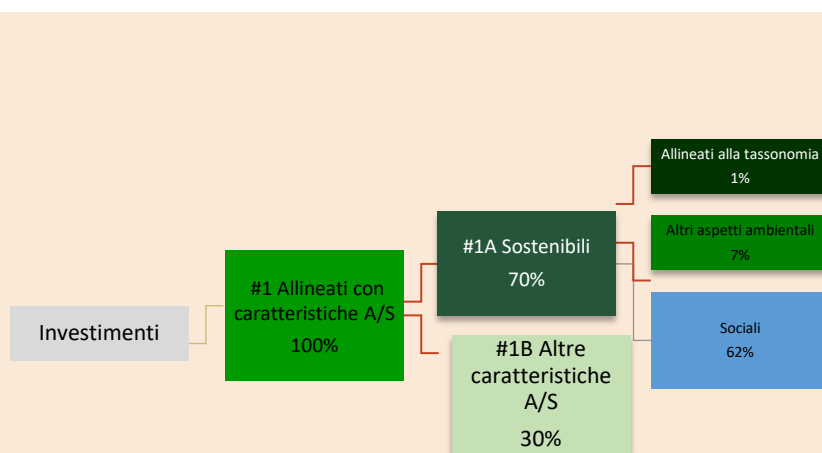 Investimenti
#1 Allineati con
caratteristiche A/S
100%
#1A Sostenibili
70%
#1B Altre
caratteristiche
A/S
30%
Allineati alla tassonomia
1%
Altri aspetti ambientali
7%
Sociali
62%